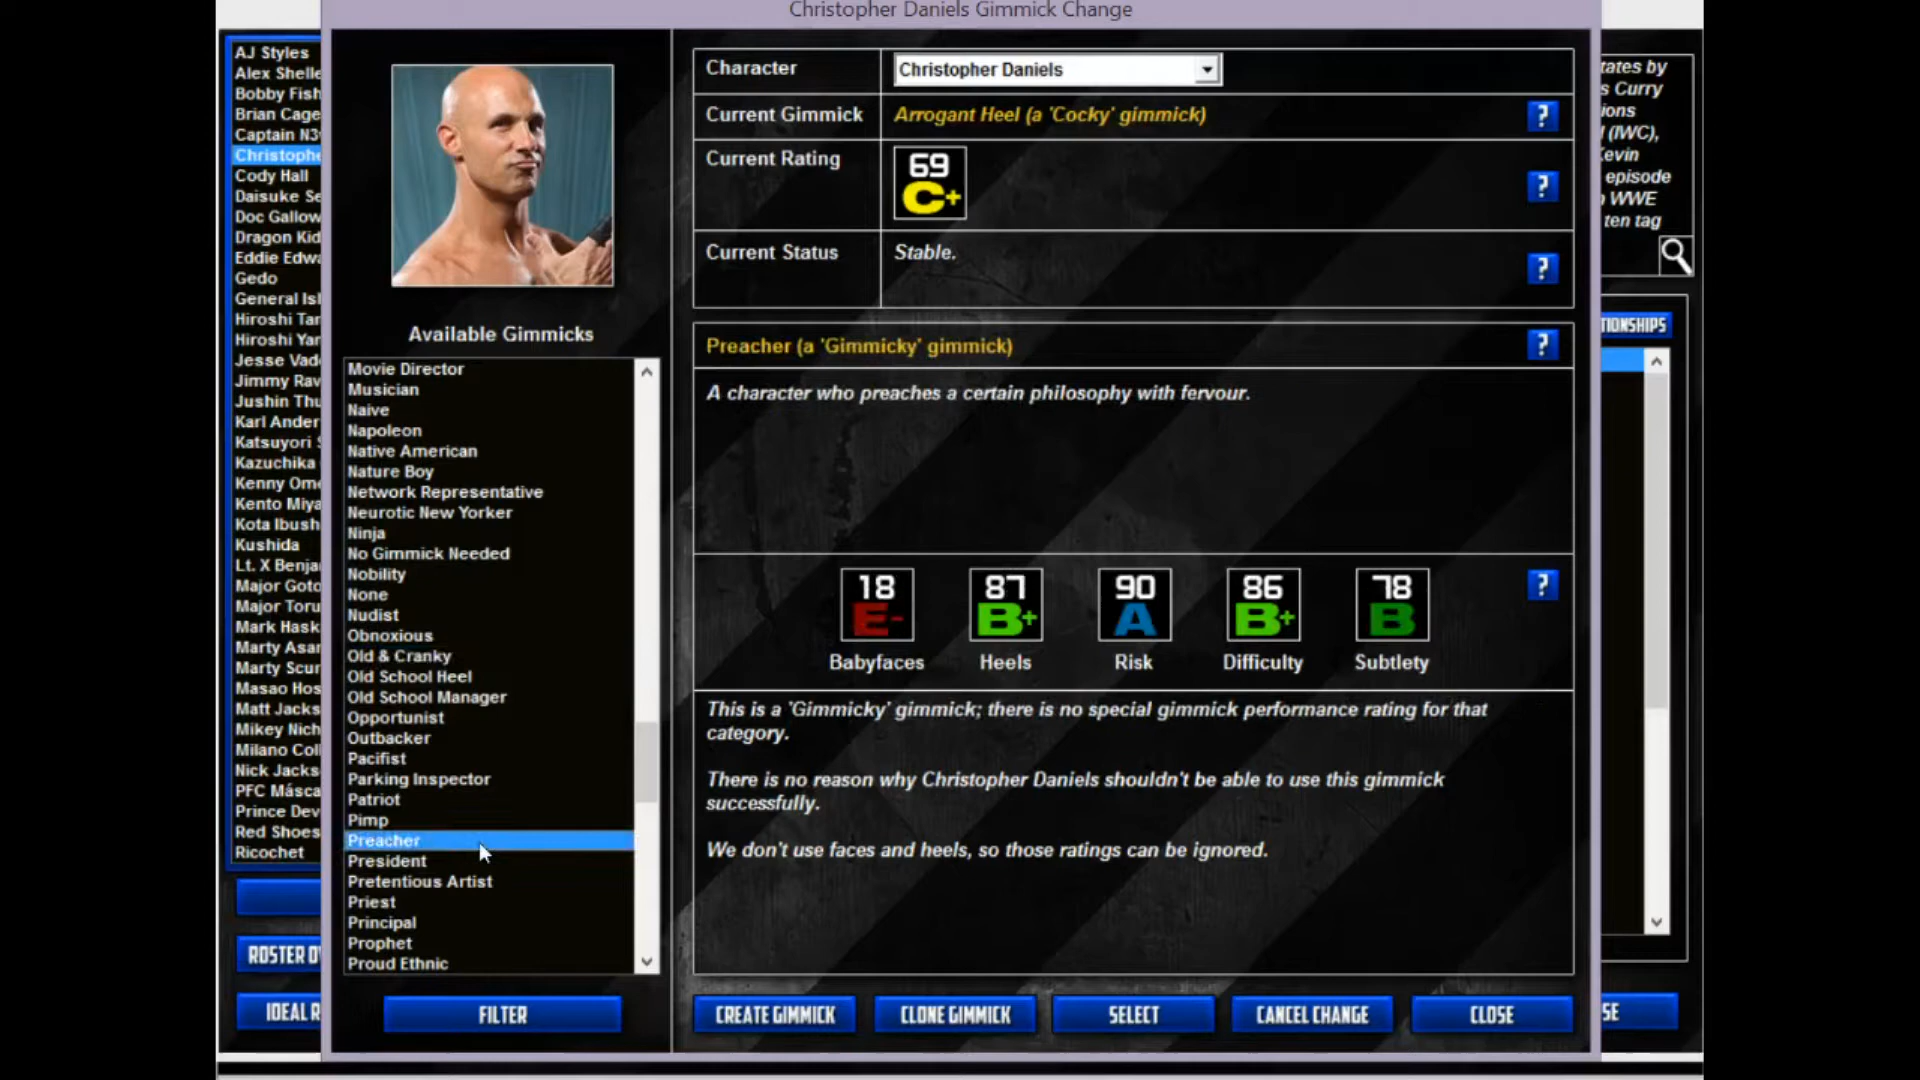 Christopher Daniels Gimmick Change
AJ Styles
Alex Shelle
Bobby Fish
Brian Cage
Captain N3
Christophe
Cody Hall
Daisuke Se
Doc Gallow
Dragon Kid
Eddie Edwa
Gedo
General Isl
Hiroshi Tar
Hiroshi Yar
Jesse Vade
Jimmy Rav
Jushin Thu
Karl Ander
Katsuyori S
Kazuchika
Kenny Ome
Kento Miya
Kota Ibush
Kushida
Lt. X Benja
Major Goto
Major Toru
Mark Hask
Marty Asar
Marty Scur
Masao Hos
Matt Jacks
Mikey Nich
Milano Coll
Nick Jacks
PFC Másca
Prince Dev
Red Shoes
Ricochet
ROSTER O
IDEAL R
Available Gimmicks
Movie Director
Musician
Naive
Napoleon
Native American
Nature Boy
Network Representative
Neurotic New Yorker
Ninja
No Gimmick Needed
Nobility
None
Nudist
Obnoxious
Old & Cranky
Old School Heel
Old School Manager
Opportunist
Outbacker
Pacifist
Parking Inspector
Patriot
Pimp
Preacher
President
Pretentious Artist
Priest
Principal
Prophet
Proud Ethnic
FILTER
Character Christopher Daniels
Current Gimmick Arrogant Heel (a 'Cocky' gimmick) ?
Current Rating 69 C+ ?
Current Status Stable. ?
Preacher (a 'Gimmicky' gimmick) ?
A character who preaches a certain philosophy with fervour.
18 87 90 86 78 ?
E- B+ A B+ B
Babyfaces Heels Risk Difficulty Subtlety
This is a 'Gimmicky' gimmick; there is no special gimmick performance rating for that
category.
There is no reason why Christopher Daniels shouldn't be able to use this gimmick
successfully.
We don't use faces and heels, so those ratings can be ignored.
CREATE GIMMICK CLONE GIMMICK SELECT CANCEL CHANGE CLOSE
tates by
s Curry
ions
(IWC),
Kevin
episode
WWE
ten tag
TIONSHIPS
SE